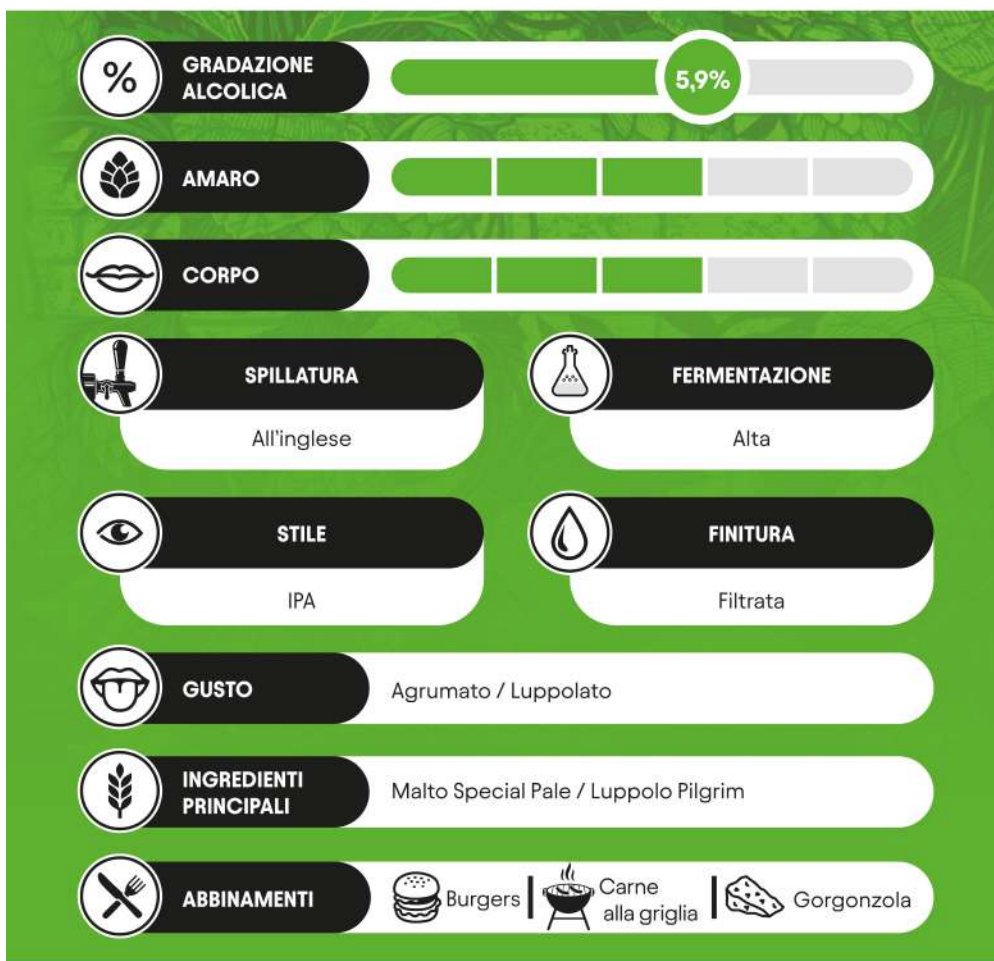 %
GRADAZIONE
ALCOLICA
5,9%
AMARO
CORPO
SPILLATURA
All'inglese
FERMENTAZIONE
Alta
STILE
IPA
FINITURA
Filtrata
GUSTO
Agrumato / Luppolato
INGREDIENTI
PRINCIPALI
Malto Special Pale / Luppolo Pilgrim
ABBINAMENTI
Burgers
Carne
alla griglia
Gorgonzola